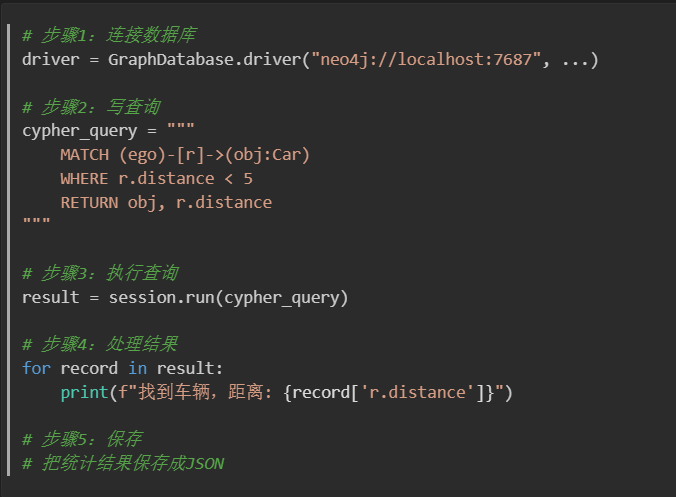 # 步骤1：连接数据库
driver = GraphDatabase.driver("neo4j://localhost:7687", ...)
# 步骤2：写查询
cypher_query = """
MATCH (ego)-[r]->(obj:Car)
WHERE r.distance < 5
RETURN obj, r.distance
"""
# 步骤3：执行查询
result = session.run(cypher_query)
# 步骤4：处理结果
for record in result:
print(f"找到车辆，距离: {record['r.distance']}")
# 步骤5：保存
# 把统计结果保存成JSON